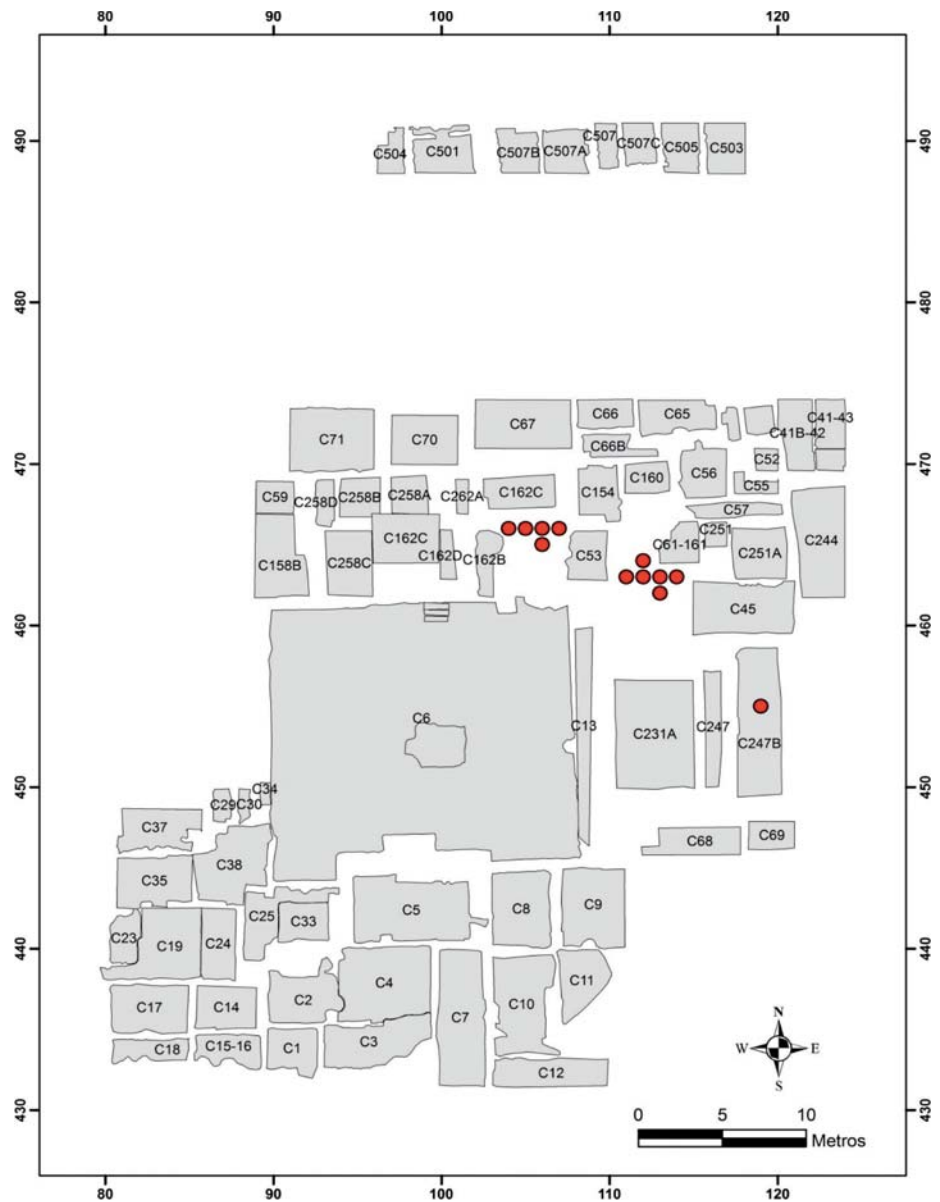 80 90 100 110 120
490
C504 C501 C507B C507A C507 C507C C505 C503
490
480
480
C71 C70 C67 C66 C65 C41-43
C66B C41B-42
470
C154 C160 C56 C52
470
C59 C258D C258B C258A C262A C162C C55
C57
C158B C258C C162C C162D C162B C53 C61-161 C251 C251A C244
C45
460
460
C6 C13 C231A C247 C247B
450
C29 C30 C34
450
C37 C68 C69
C35 C38
C23 C19 C24 C25 C33 C5 C8 C9
440
440
C17 C14 C2 C4 C7 C10 C11
C18 C15-16 C1 C3 C12
N
W E
S
430
430
0 5 10
Metros
80 90 100 110 120